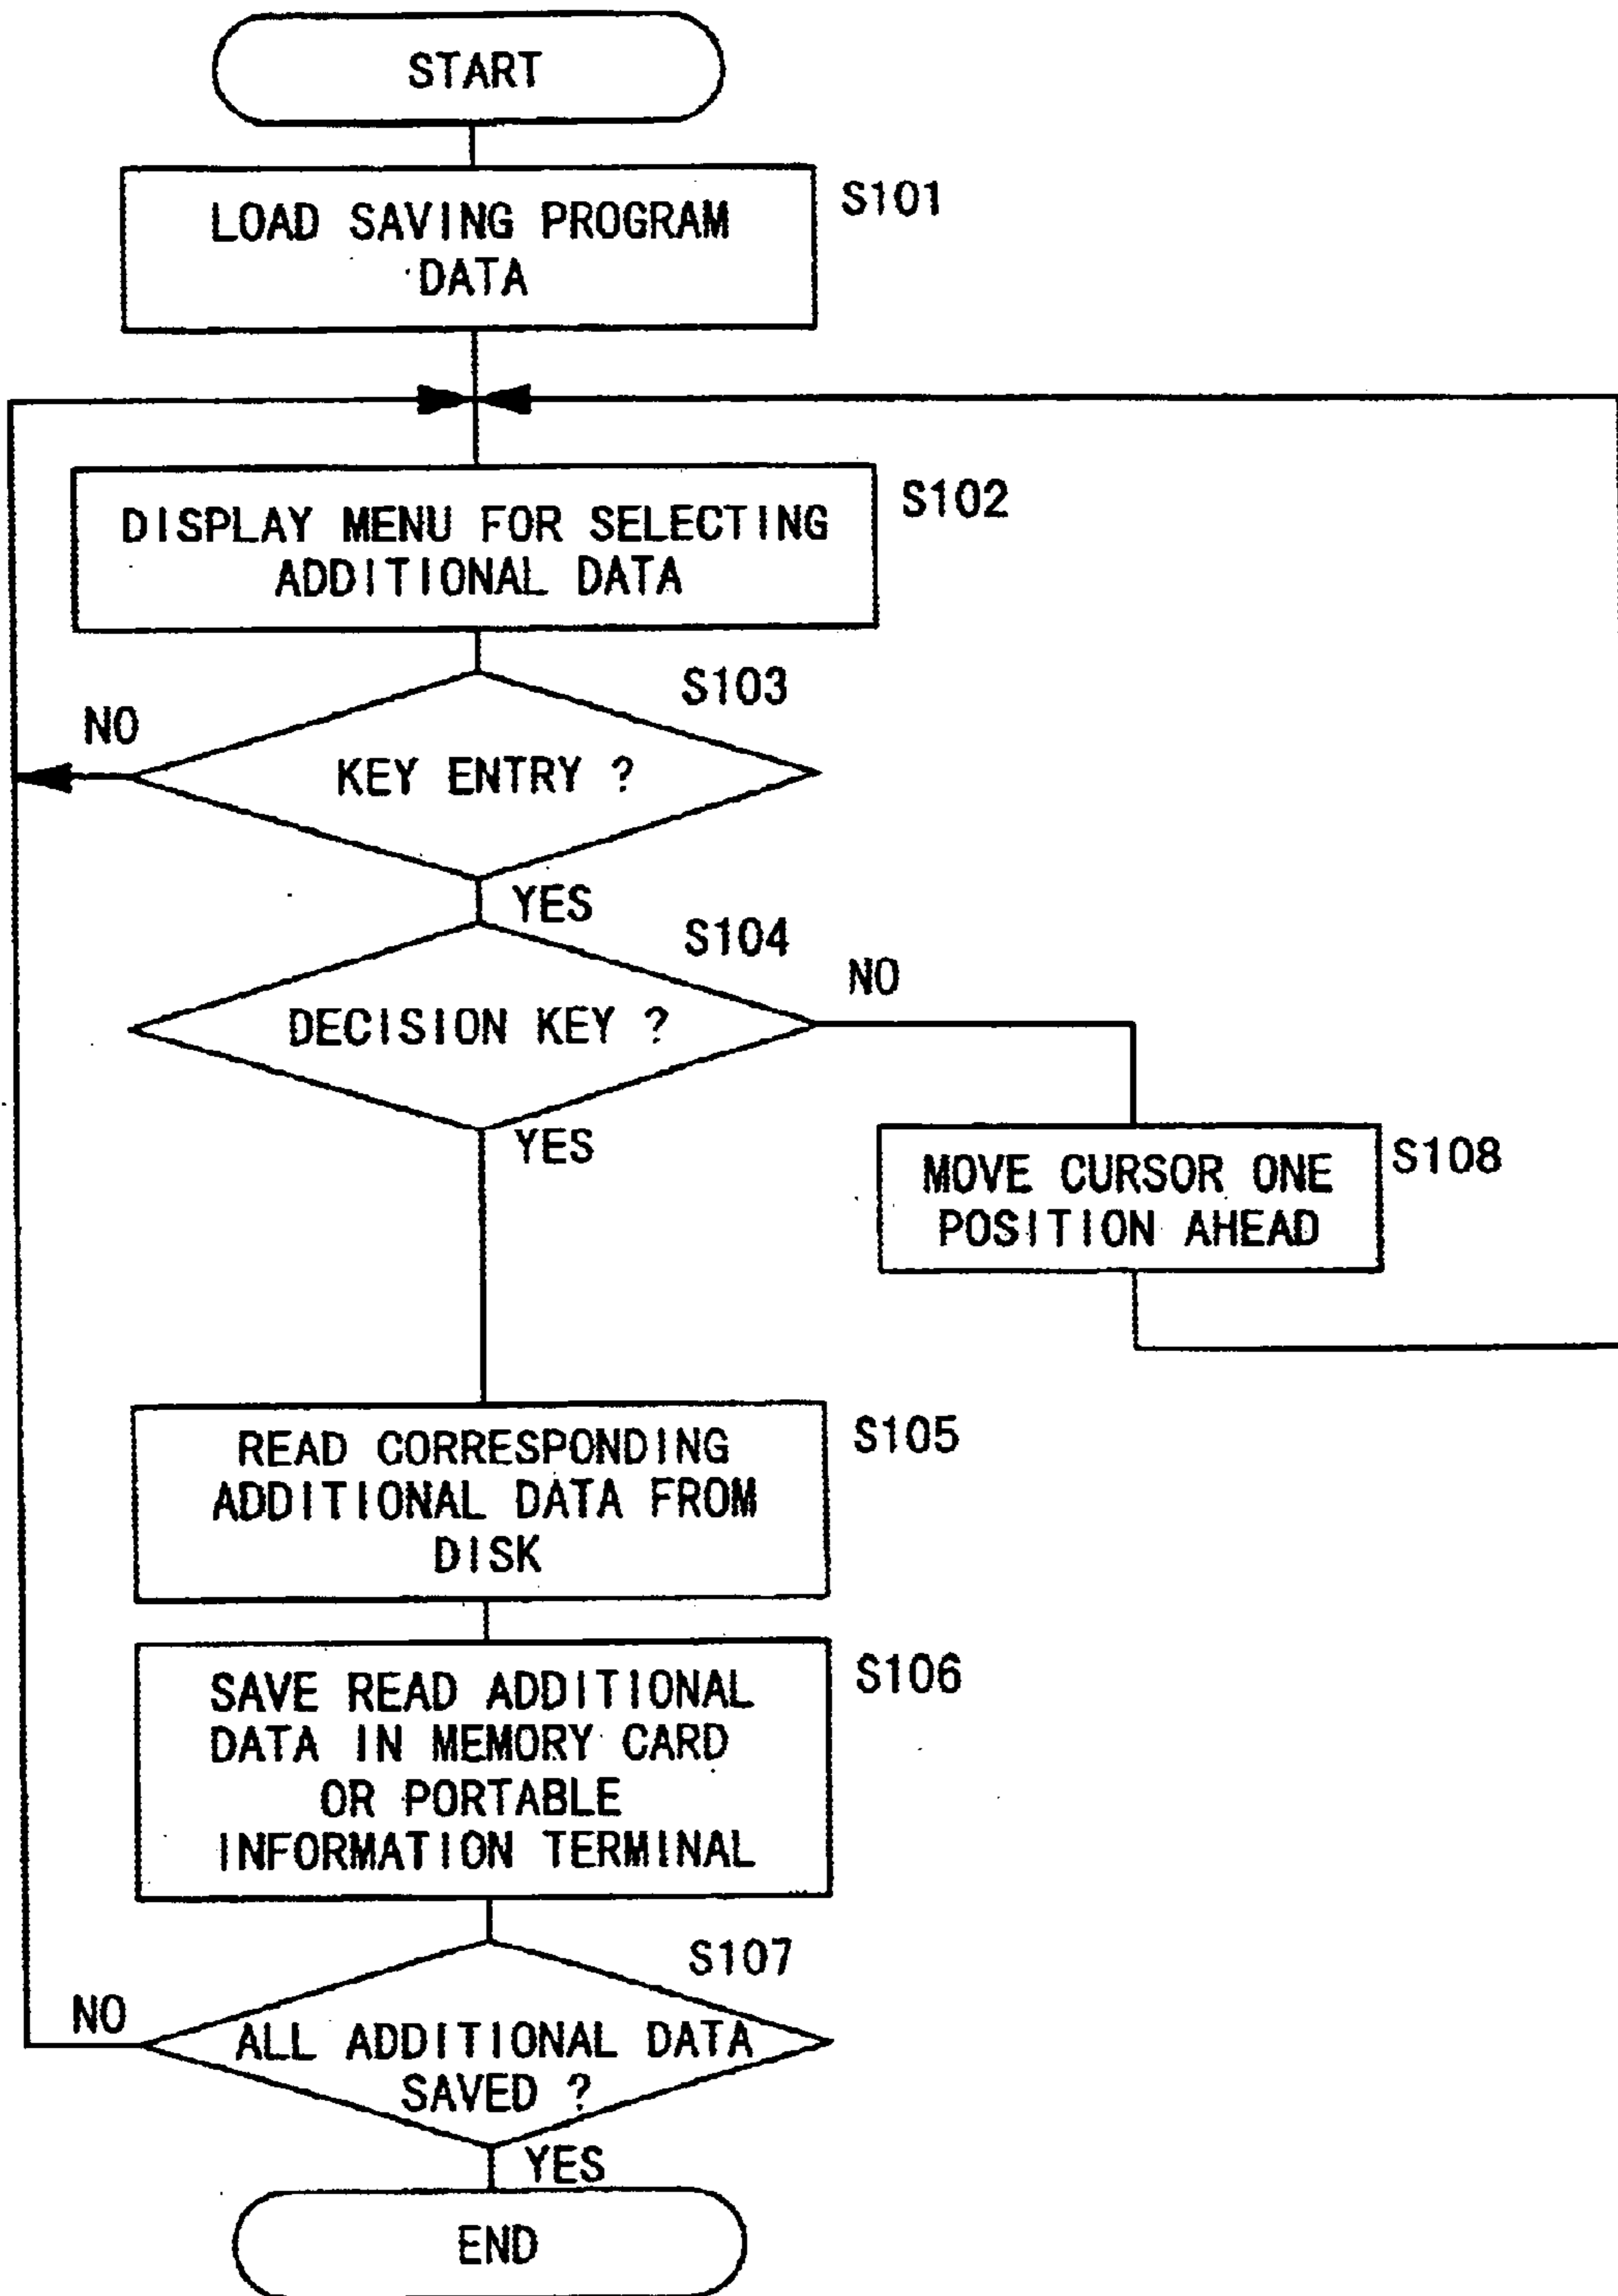 START
LOAD SAVING PROGRAM
DATA
S101
DISPLAY MENU FOR SELECTING
ADDITIONAL DATA
S102
S103
NO
KEY ENTRY ?
YES
S104
NO
DECISION KEY ?
YES
MOVE CURSOR ONE
POSITION AHEAD
S108
READ CORRESPONDING
ADDITIONAL DATA FROM
DISK
S105
SAVE READ ADDITIONAL
DATA IN MEMORY CARD
OR PORTABLE
INFORMATION TERMINAL
S106
S107
NO
ALL ADDITIONAL DATA
SAVED ?
YES
END